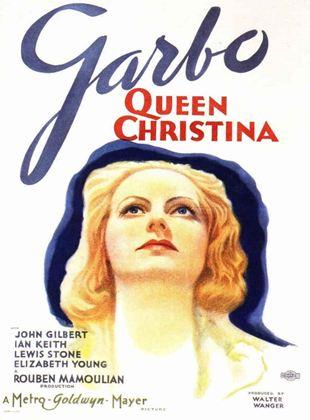 Garbo
QUEEN
CHRISTINA
JOHN GILBERT
IAN KEITH
LEWIS STONE
ELIZABETH YOUNG
A
ROUBEN MAMOULIAN
PRODUCTION
A Metro-Goldwyn-Mayer
PICTURE
PRODUCED BY
WALTER
WANGER